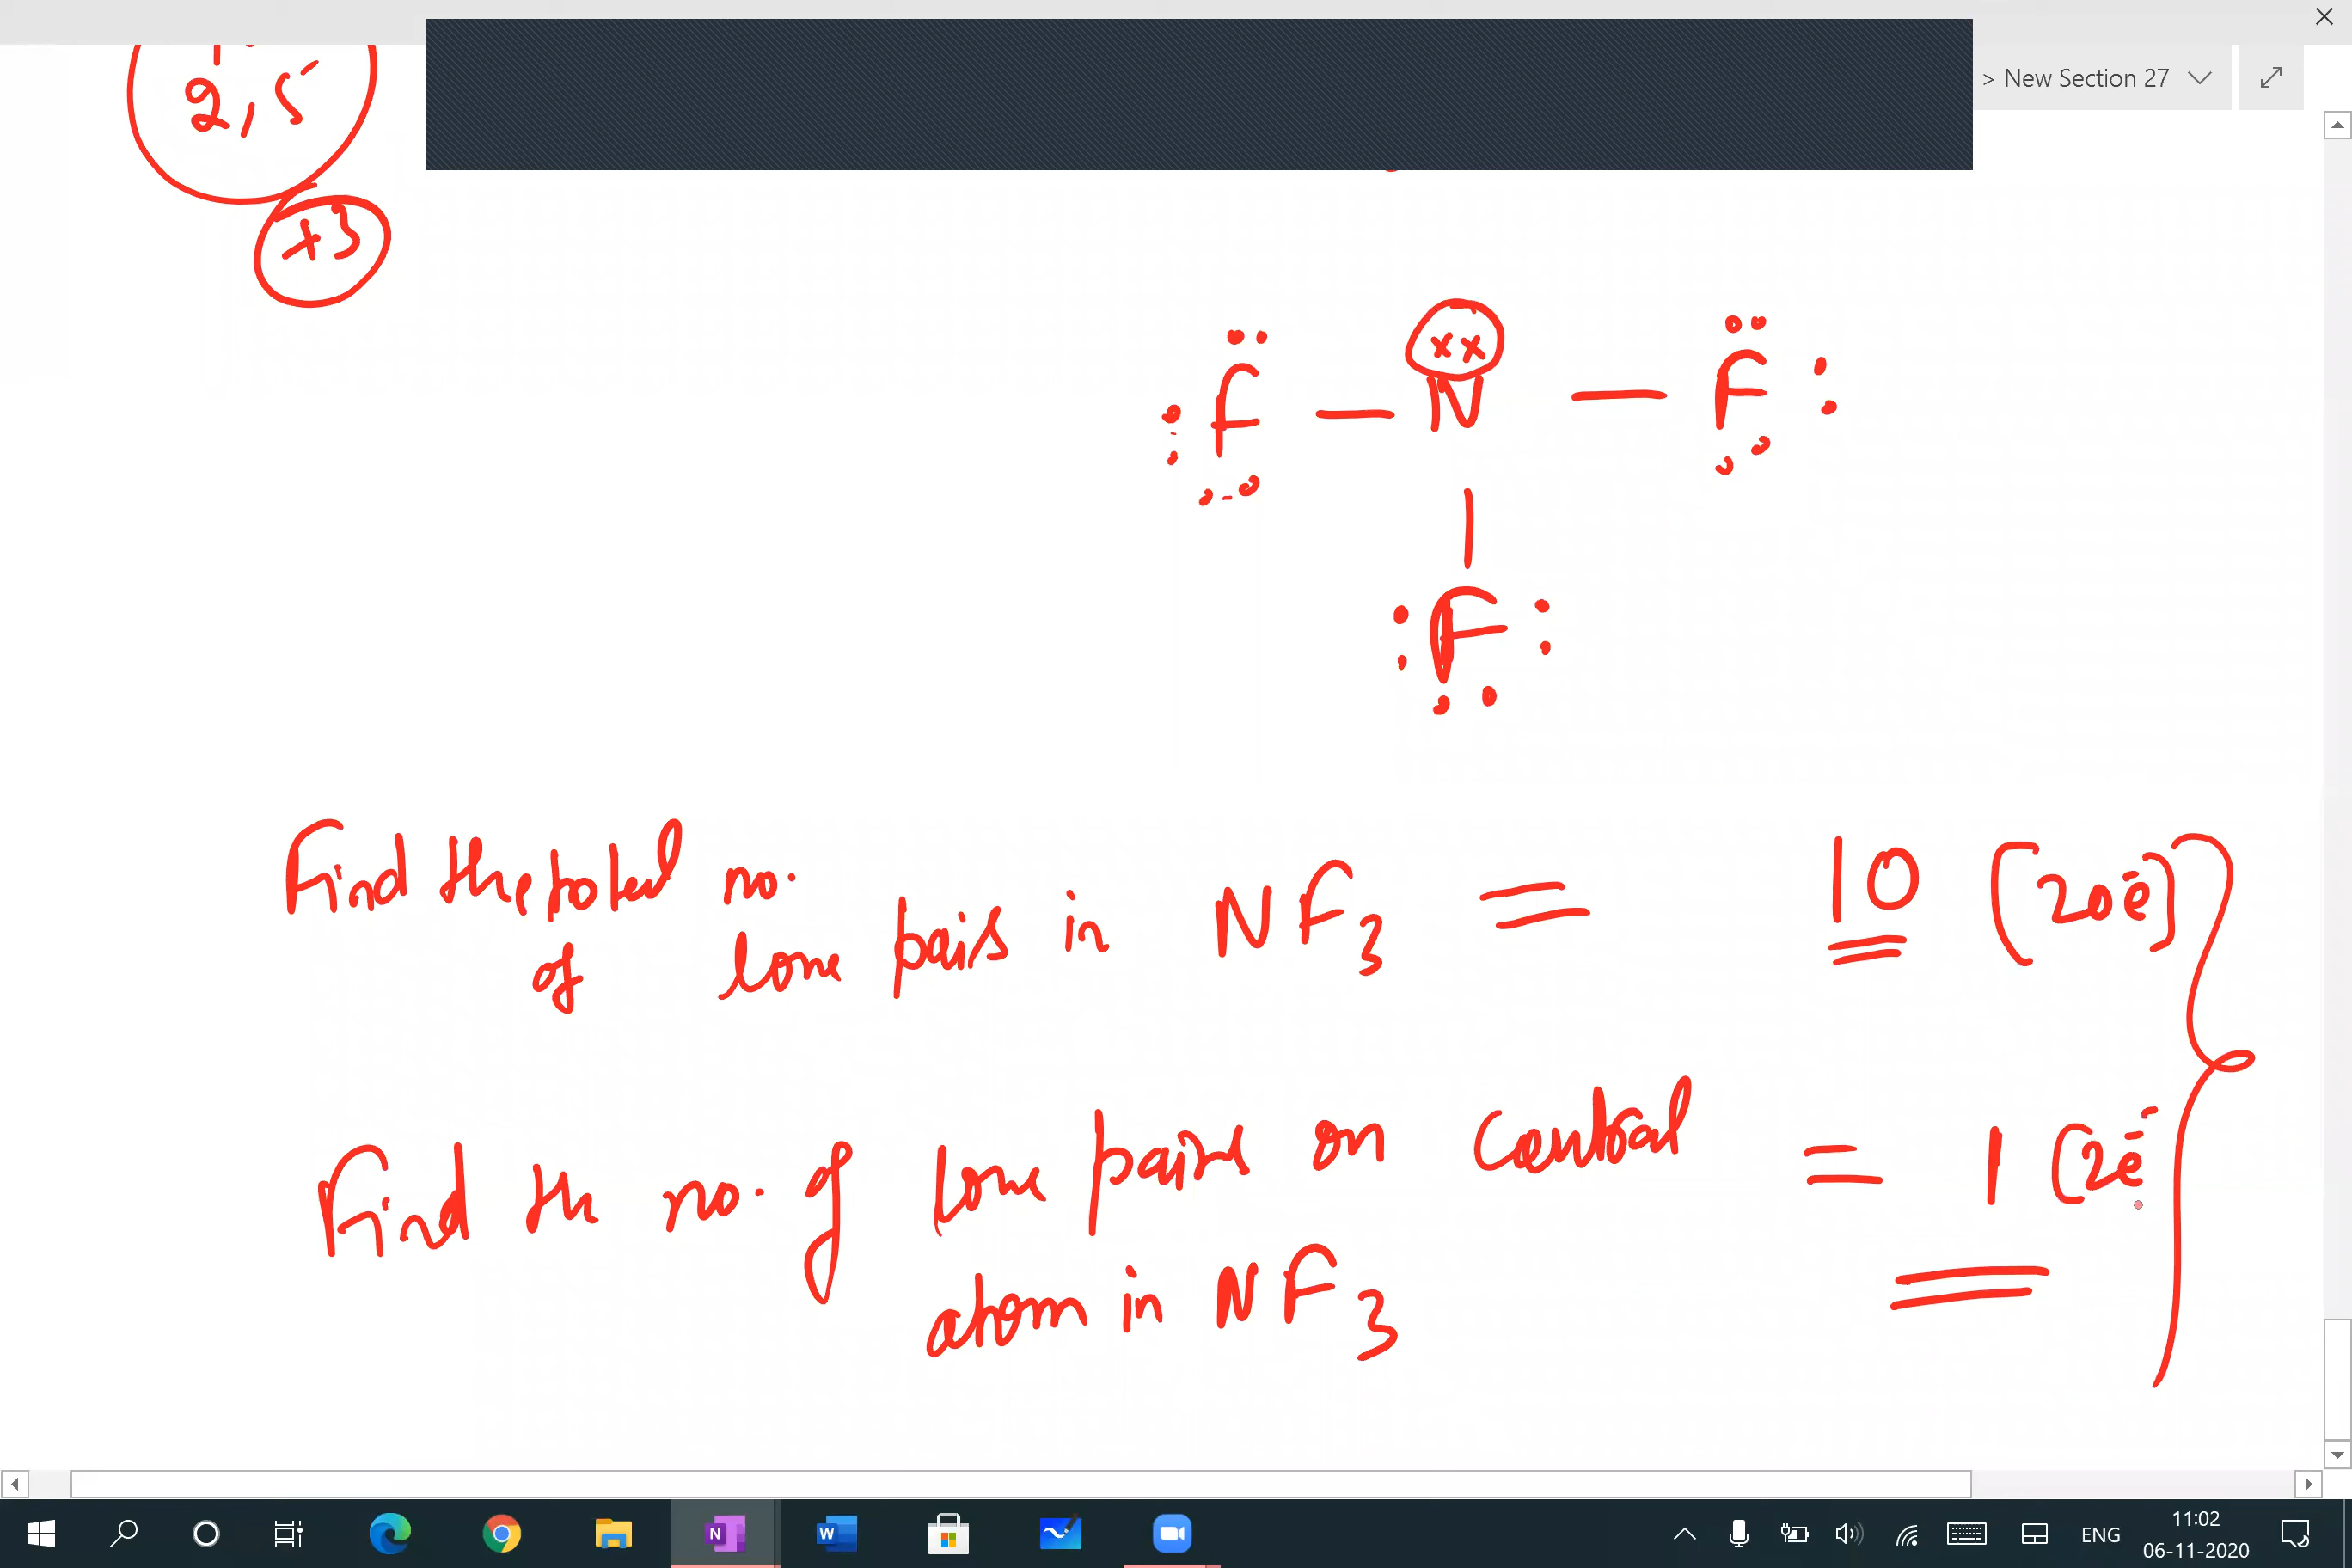 > New Section 27
2, 5
+3
F — N — F
|
F
Find the total no. of lone pairs in NF3 = 10 [20e-]
Find the no. of lone pairs on central = 1 (2e-
atom in NF3
N
W
ENG
11:02
06-11-2020